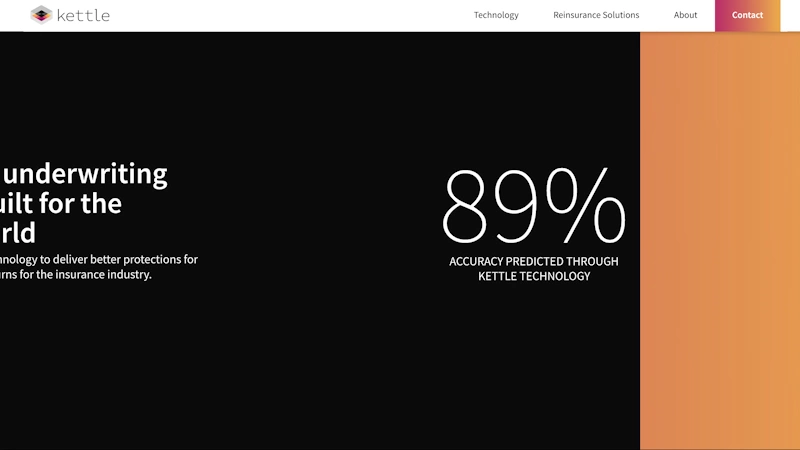 kettle
Technology
Reinsurance Solutions
About
Contact
underwriting
uilt for the
rld
nology to deliver better protections for
urns for the insurance industry.
89%
ACCURACY PREDICTED THROUGH
KETTLE TECHNOLOGY